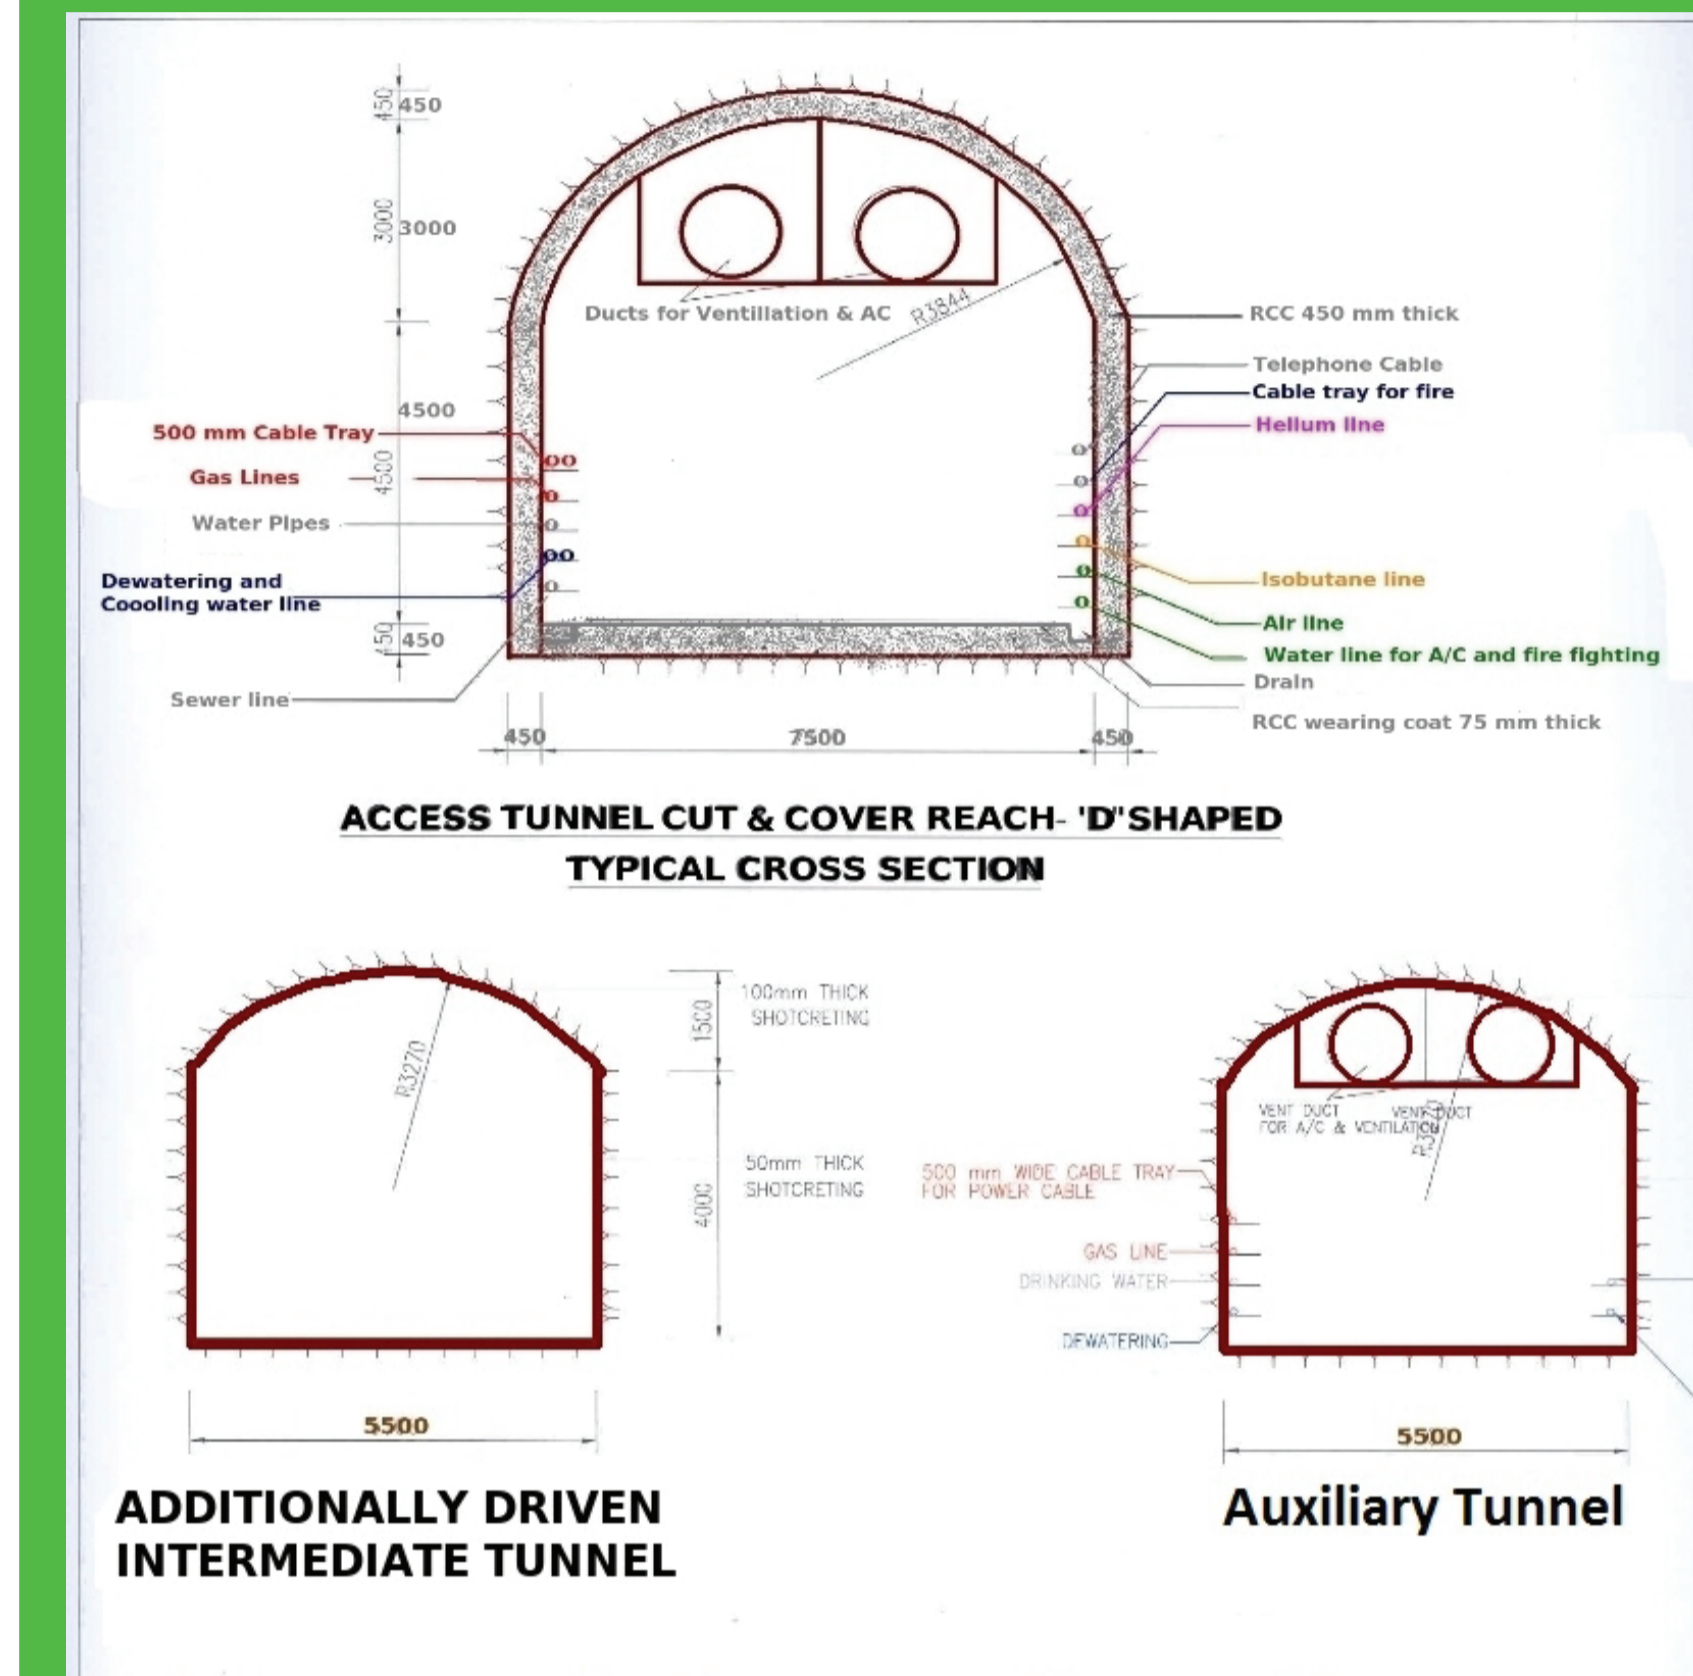 450
450
3000
3000
Ducts for Ventillation & AC
R3844
RCC 450 mm thick
Telephone Cable
Cable tray for fire
Helium line
4500
4500
500 mm Cable Tray
Gas Lines
Water Pipes
Dewatering and
Coooling water line
Isobutane line
Air line
Water line for A/C and fire fighting
Drain
RCC wearing coat 75 mm thick
450
450
Sewer line
450
7500
450
ACCESS TUNNEL CUT & COVER REACH- 'D"SHAPED
TYPICAL CROSS SECTION
R3270
1500
100mm THICK
SHOTCRETING
4000
50mm THICK
SHOTCRETING
5500
ADDITIONALLY DRIVEN
INTERMEDIATE TUNNEL
VENT DUCT
FOR A/C & VENTILATION
VENT DUCT
500 mm WIDE CABLE TRAY
FOR POWER CABLE
GAS LINE
DRINKING WATER
DEWATERING
5500
Auxiliary Tunnel